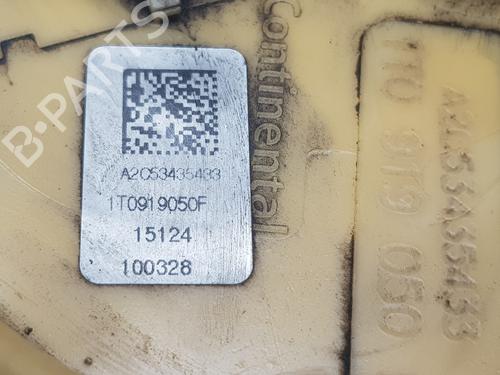 A2C53435433
1T0919050F
15124
100328
Continental
1T0 919 050
A2C53435433
B-PARTS